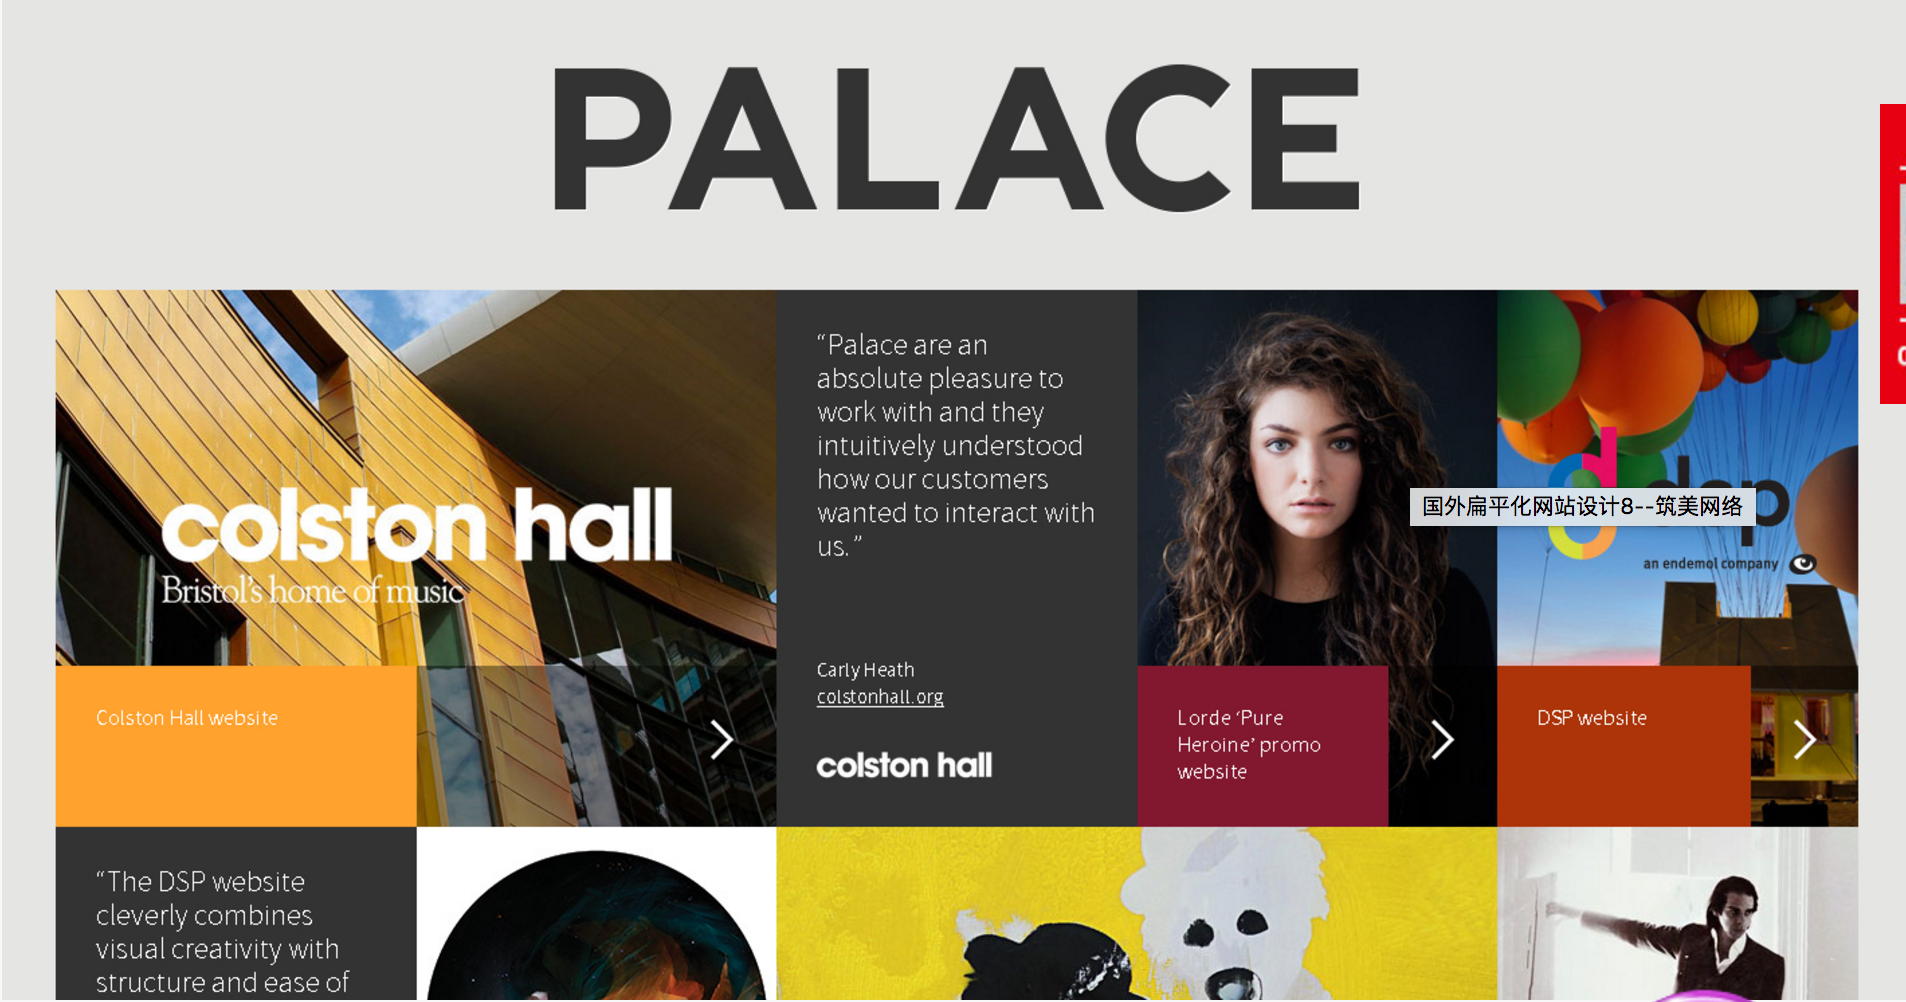 PALACE
colston hall
Bristol's home of music
Colston Hall website
“Palace are an
absolute pleasure to
work with and they
intuitively understood
how our customers
wanted to interact with
us.”
Carly Heath
colstonhall.org
colston hall
Lorde ‘Pure
Heroine’ promo
website
dsp
an endemol company
国外扁平化网站设计8--筑美网络
DSP website
“The DSP website
cleverly combines
visual creativity with
structure and ease of